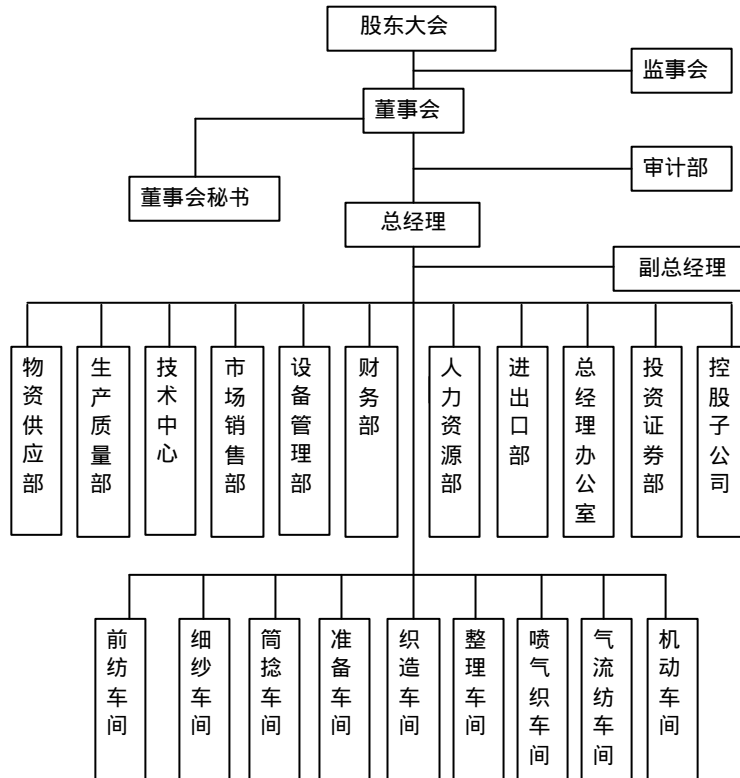 股东大会
监事会
董事会
审计部
董事会秘书
总经理
副总经理
物资供应部
生产质量部
技术中心
市场销售部
设备管理部
财务部
人力资源部
进出口部
总经理办公室
投资证券部
控股子公司
前纺车间
细纱车间
筒捻车间
准备车间
织造车间
整理车间
喷气织车间
气流纺车间
机动车间